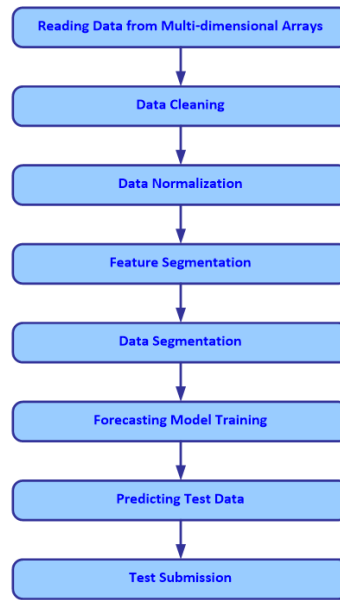 Reading Data from Multi-dimensional Arrays
Data Cleaning
Data Normalization
Feature Segmentation
Data Segmentation
Forecasting Model Training
Predicting Test Data
Test Submission